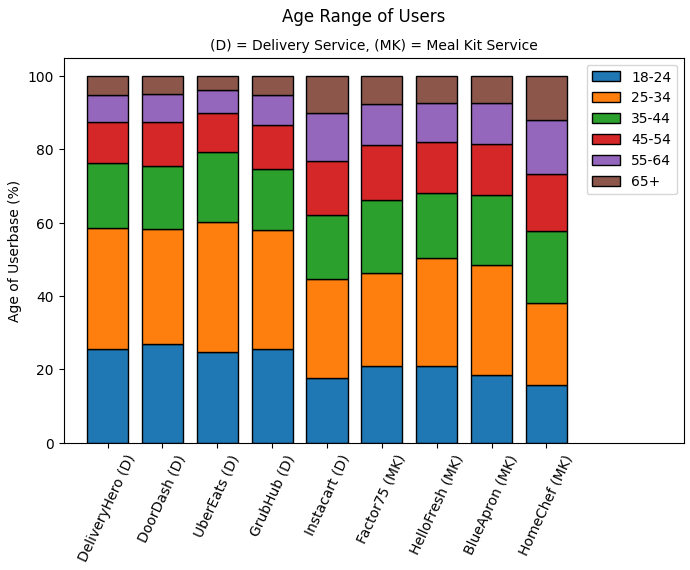 Age Range of Users
(D) = Delivery Service, (MK) = Meal Kit Service
18-24
25-34
35-44
45-54
55-64
65+
Age of Userbase (%)
100
80
60
40
20
0
DeliveryHero (D)
DoorDash (D)
UberEats (D)
GrubHub (D)
Instacart (D)
Factor75 (MK)
HelloFresh (MK)
BlueApron (MK)
HomeChef (MK)